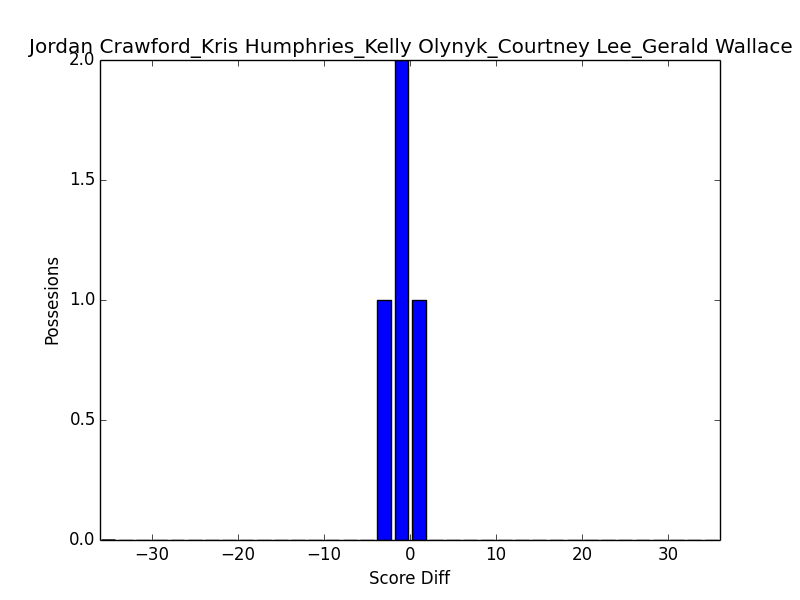 Jordan Crawford_Kris Humphries_Kelly Olynyk_Courtney Lee_Gerald Wallace
2.0
1.5
1.0
0.5
0.0
Possesions
−30 −20 −10 0 10 20 30
Score Diff